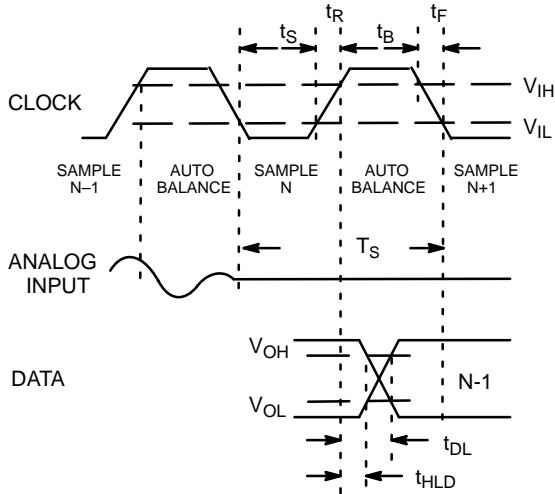 tS tR tB tF
CLOCK
VIH
VIL
SAMPLE N–1
AUTO BALANCE
SAMPLE N
AUTO BALANCE
SAMPLE N+1
TS
ANALOG INPUT
DATA
VOH
VOL
N-1
tDL
tHLD